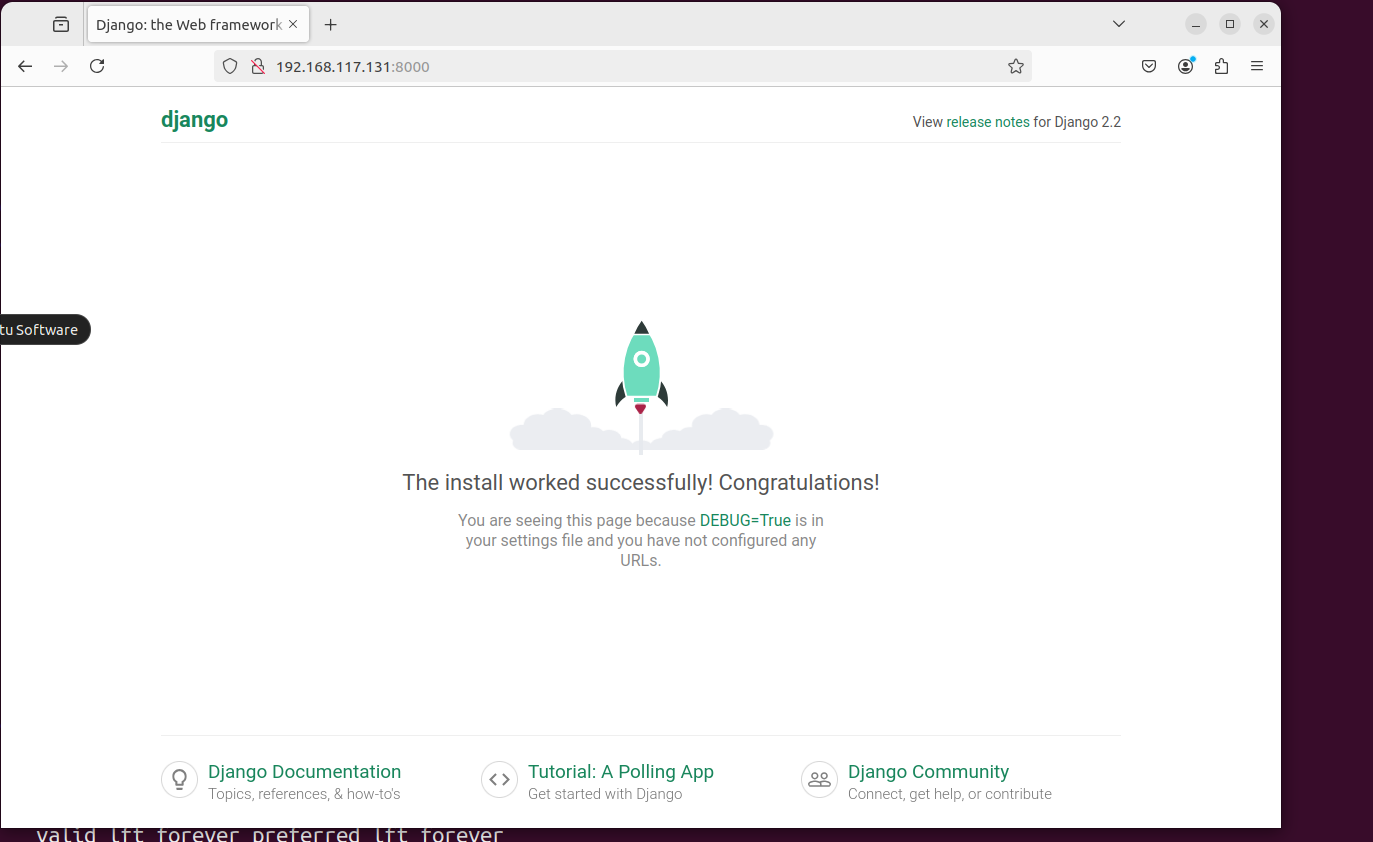 Django: the Web framework
192.168.117.131:8000
django
View release notes for Django 2.2
tu Software
The install worked successfully! Congratulations!
You are seeing this page because DEBUG=True is in
your settings file and you have not configured any
URLs.
Django Documentation
Topics, references, & how-to's
Tutorial: A Polling App
Get started with Django
Django Community
Connect, get help, or contribute
valid_lft forever preferred_lft forever